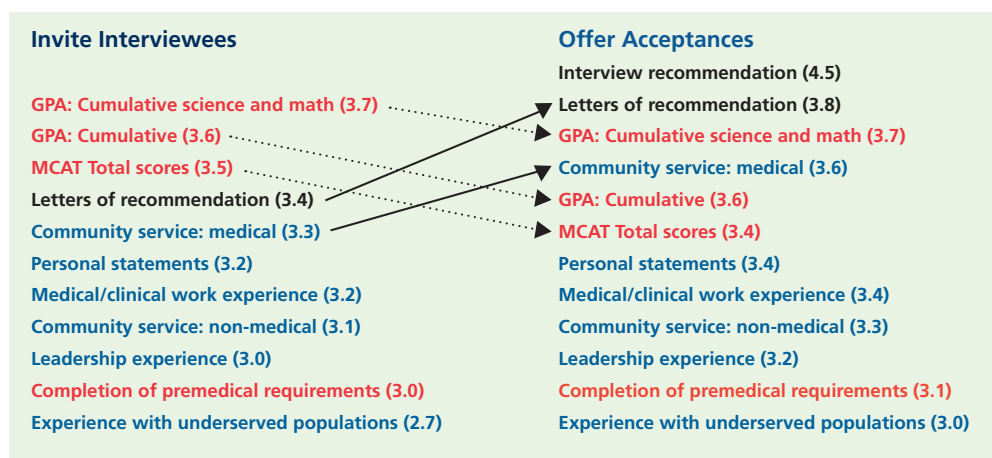 Invite Interviewees
GPA: Cumulative science and math (3.7)
GPA: Cumulative (3.6)
MCAT Total scores (3.5)
Letters of recommendation (3.4)
Community service: medical (3.3)
Personal statements (3.2)
Medical/clinical work experience (3.2)
Community service: non-medical (3.1)
Leadership experience (3.0)
Completion of premedical requirements (3.0)
Experience with underserved populations (2.7)
Offer Acceptances
Interview recommendation (4.5)
Letters of recommendation (3.8)
GPA: Cumulative science and math (3.7)
Community service: medical (3.6)
GPA: Cumulative (3.6)
MCAT Total scores (3.4)
Personal statements (3.4)
Medical/clinical work experience (3.4)
Community service: non-medical (3.3)
Leadership experience (3.2)
Completion of premedical requirements (3.1)
Experience with underserved populations (3.0)